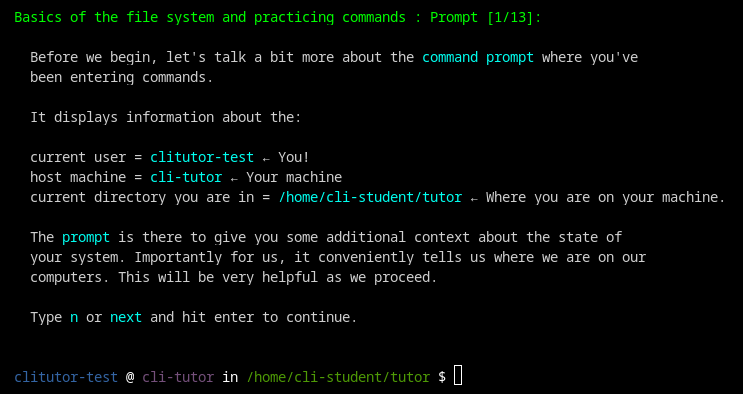 Basics of the file system and practicing commands : Prompt [1/13]:
Before we begin, let's talk a bit more about the command prompt where you've
been entering commands.
It displays information about the:
current user = clitutor-test ← You!
host machine = cli-tutor ← Your machine
current directory you are in = /home/cli-student/tutor ← Where you are on your machine.
The prompt is there to give you some additional context about the state of
your system. Importantly for us, it conveniently tells us where we are on our
computers. This will be very helpful as we proceed.
Type n or next and hit enter to continue.
clitutor-test @ cli-tutor in /home/cli-student/tutor $